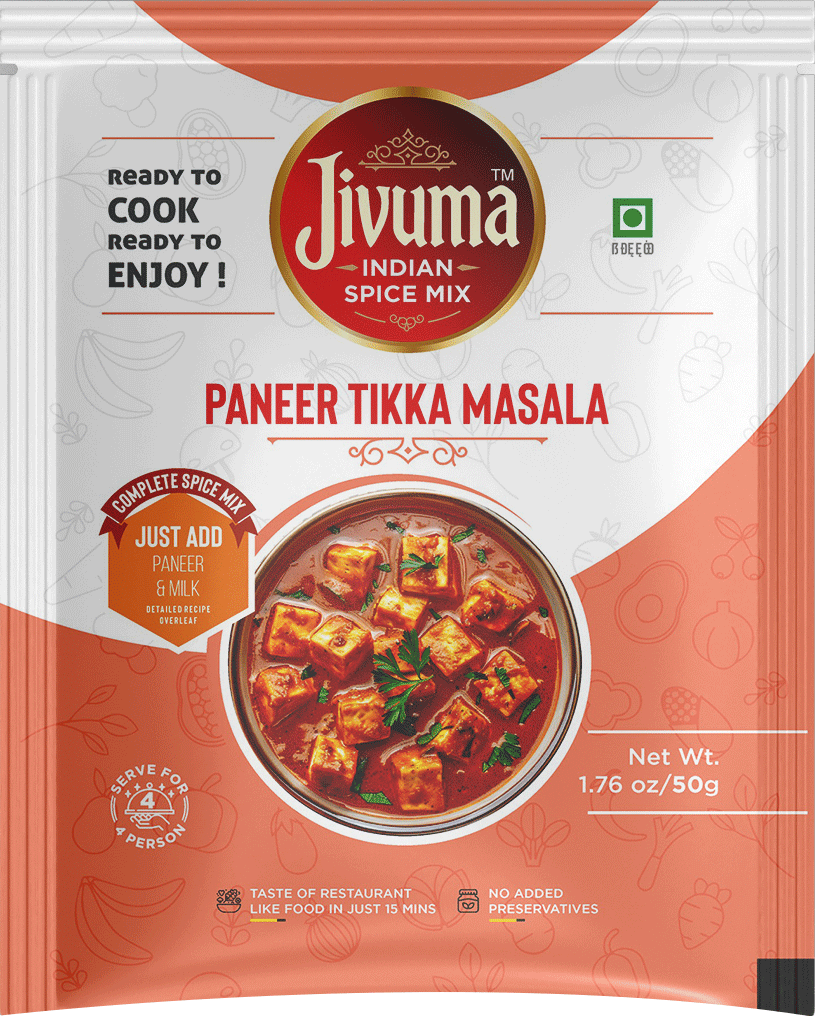 READY TO
COOK
READY TO
ENJOY !
Jivuma TM
INDIAN
SPICE MIX
PANEER TIKKA MASALA
COMPLETE SPICE MIX
JUST ADD
PANEER
& MILK
DETAILED RECIPE
OVERLEAF
SERVE FOR
4
4 PERSON
Net Wt.
1.76 oz/50g
TASTE OF RESTAURANT
LIKE FOOD IN JUST 15 MINS
NO ADDED
PRESERVATIVES